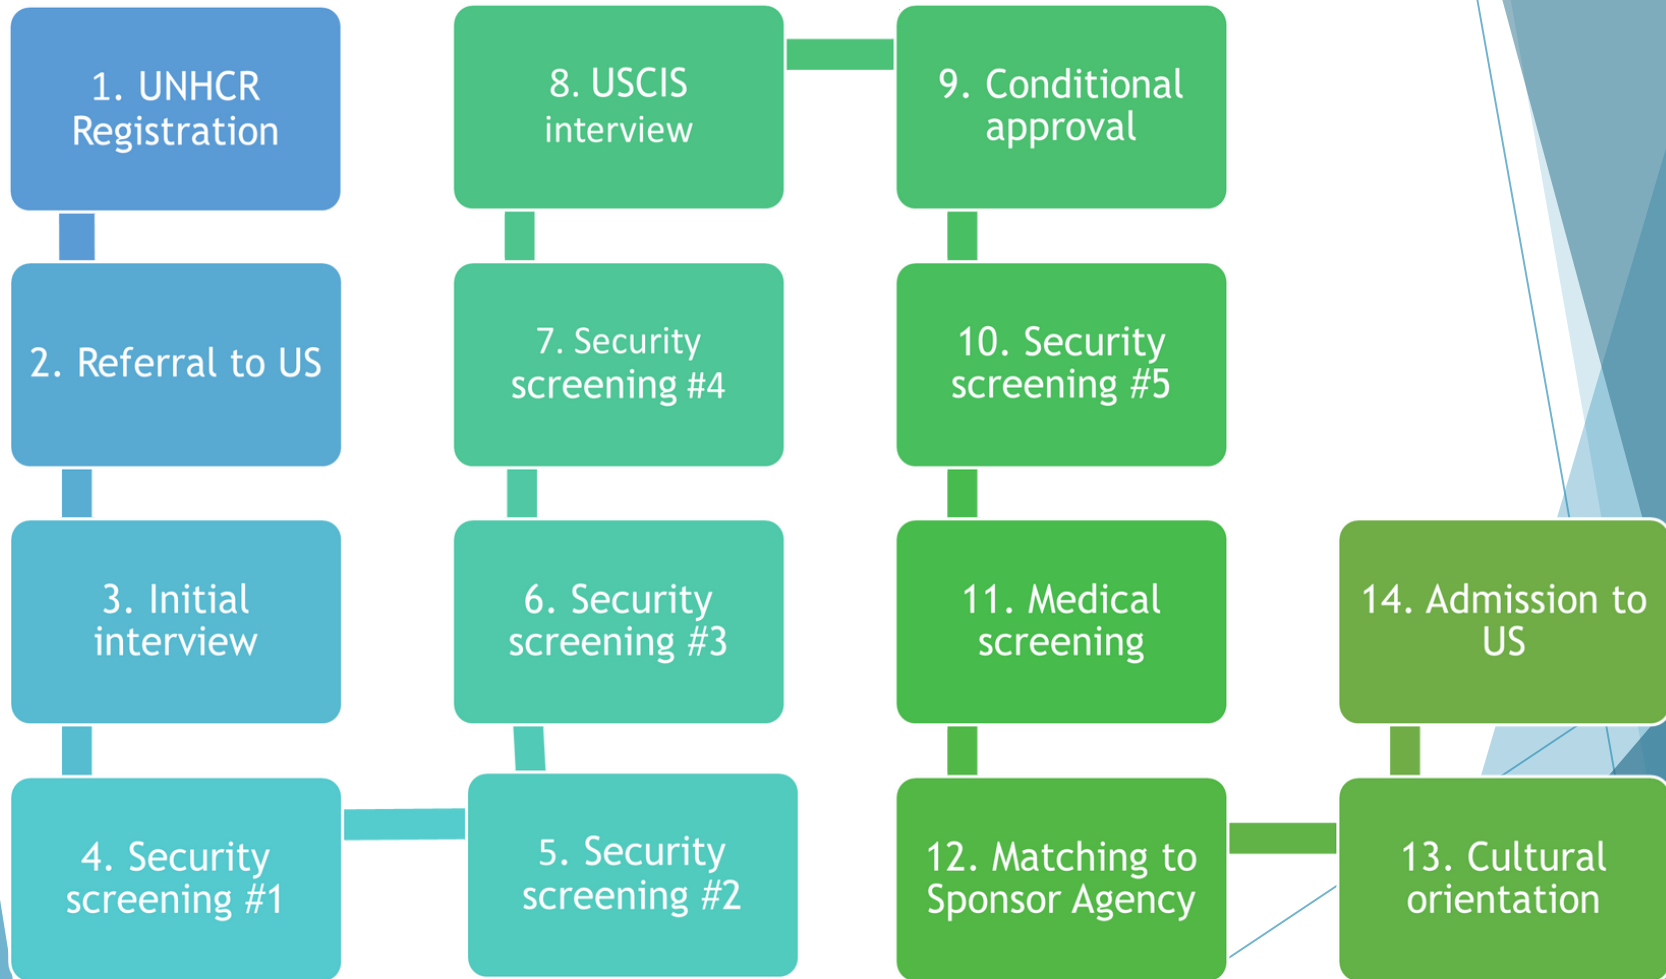 1. UNHCR
Registration
2. Referral to US
3. Initial
interview
4. Security
screening #1
5. Security
screening #2
6. Security
screening #3
7. Security
screening #4
8. USCIS
interview
9. Conditional
approval
10. Security
screening #5
11. Medical
screening
12. Matching to
Sponsor Agency
13. Cultural
orientation
14. Admission to
US